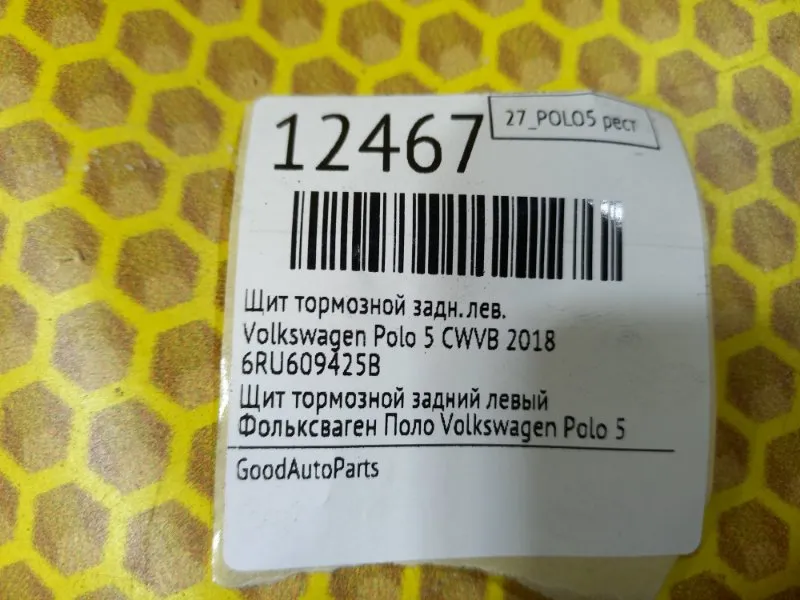 12467
27_POLO5 рест
Щит тормозной задн.лев.
Volkswagen Polo 5 CWVB 2018
6RU609425B
Щит тормозной задний левый
Фольксваген Поло Volkswagen Polo 5
GoodAutoParts